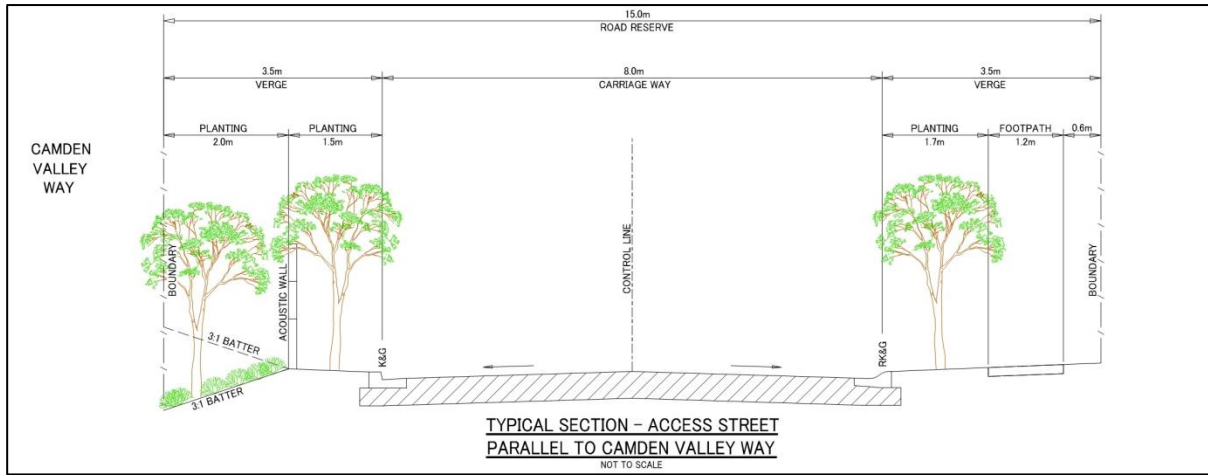 15.0m
ROAD RESERVE
3.5m
VERGE
8.0m
CARRIAGE WAY
3.5m
VERGE
PLANTING
2.0m
PLANTING
1.5m
PLANTING
1.7m
FOOTPATH
1.2m
0.6m
CAMDEN
VALLEY
WAY
BOUNDARY
ACOUSTIC WALL
CONTROL LINE
BOUNDARY
3:1 BATTER
K&G
RK&G
3:1 BATTER
TYPICAL SECTION - ACCESS STREET
PARALLEL TO CAMDEN VALLEY WAY
NOT TO SCALE